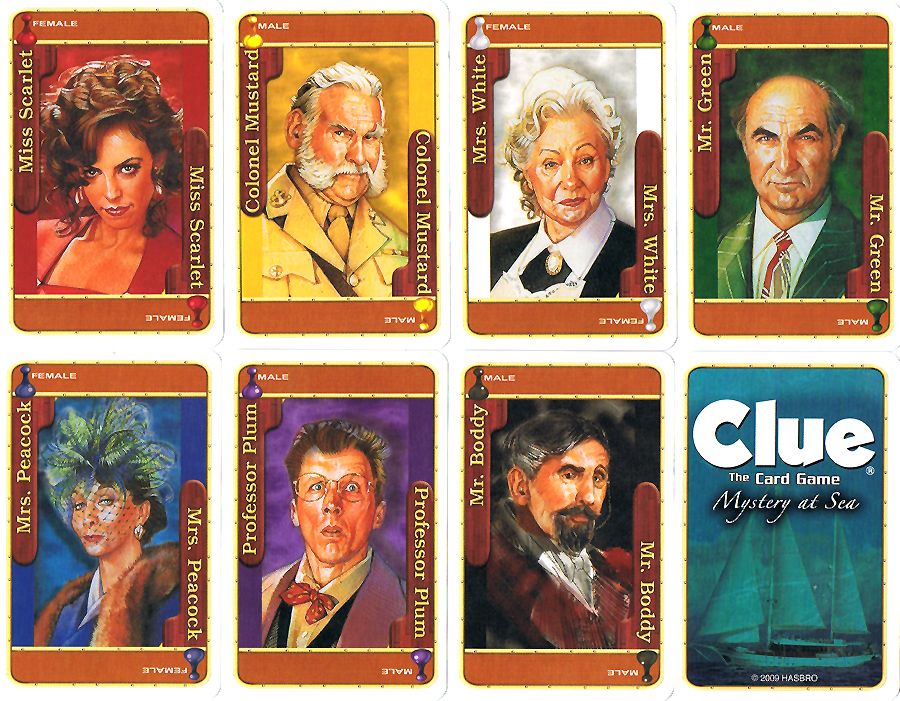 FEMALE
Miss Scarlet
Miss Scarlet
FEMALE
MALE
Colonel Mustard
Colonel Mustard
MALE
FEMALE
Mrs. White
Mrs. White
FEMALE
MALE
Mr. Green
Mr. Green
MALE
FEMALE
Mrs. Peacock
Mrs. Peacock
FEMALE
MALE
Professor Plum
Professor Plum
MALE
MALE
Mr. Boddy
Mr. Boddy
MALE
Clue®
The Card Game
Mystery at Sea
© 2009 HASBRO